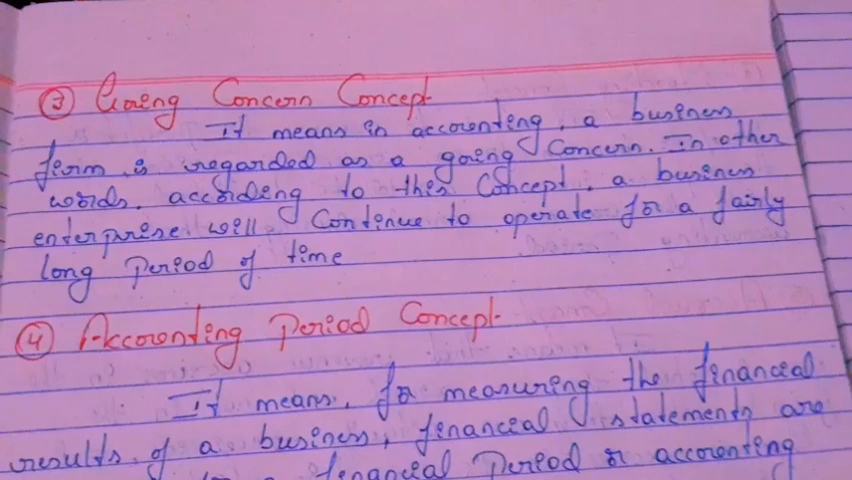 ③ Going Concern Concept
It means in accounting, a business
firm is regarded as a going Concern. In other
words, according to this Concept, a business
enterprise will Continue to operate for a fairly
long Period of time
④ Accounting Period Concept
It means, for measuring the financial
results of a business, financial statements are
financial Period or accounting